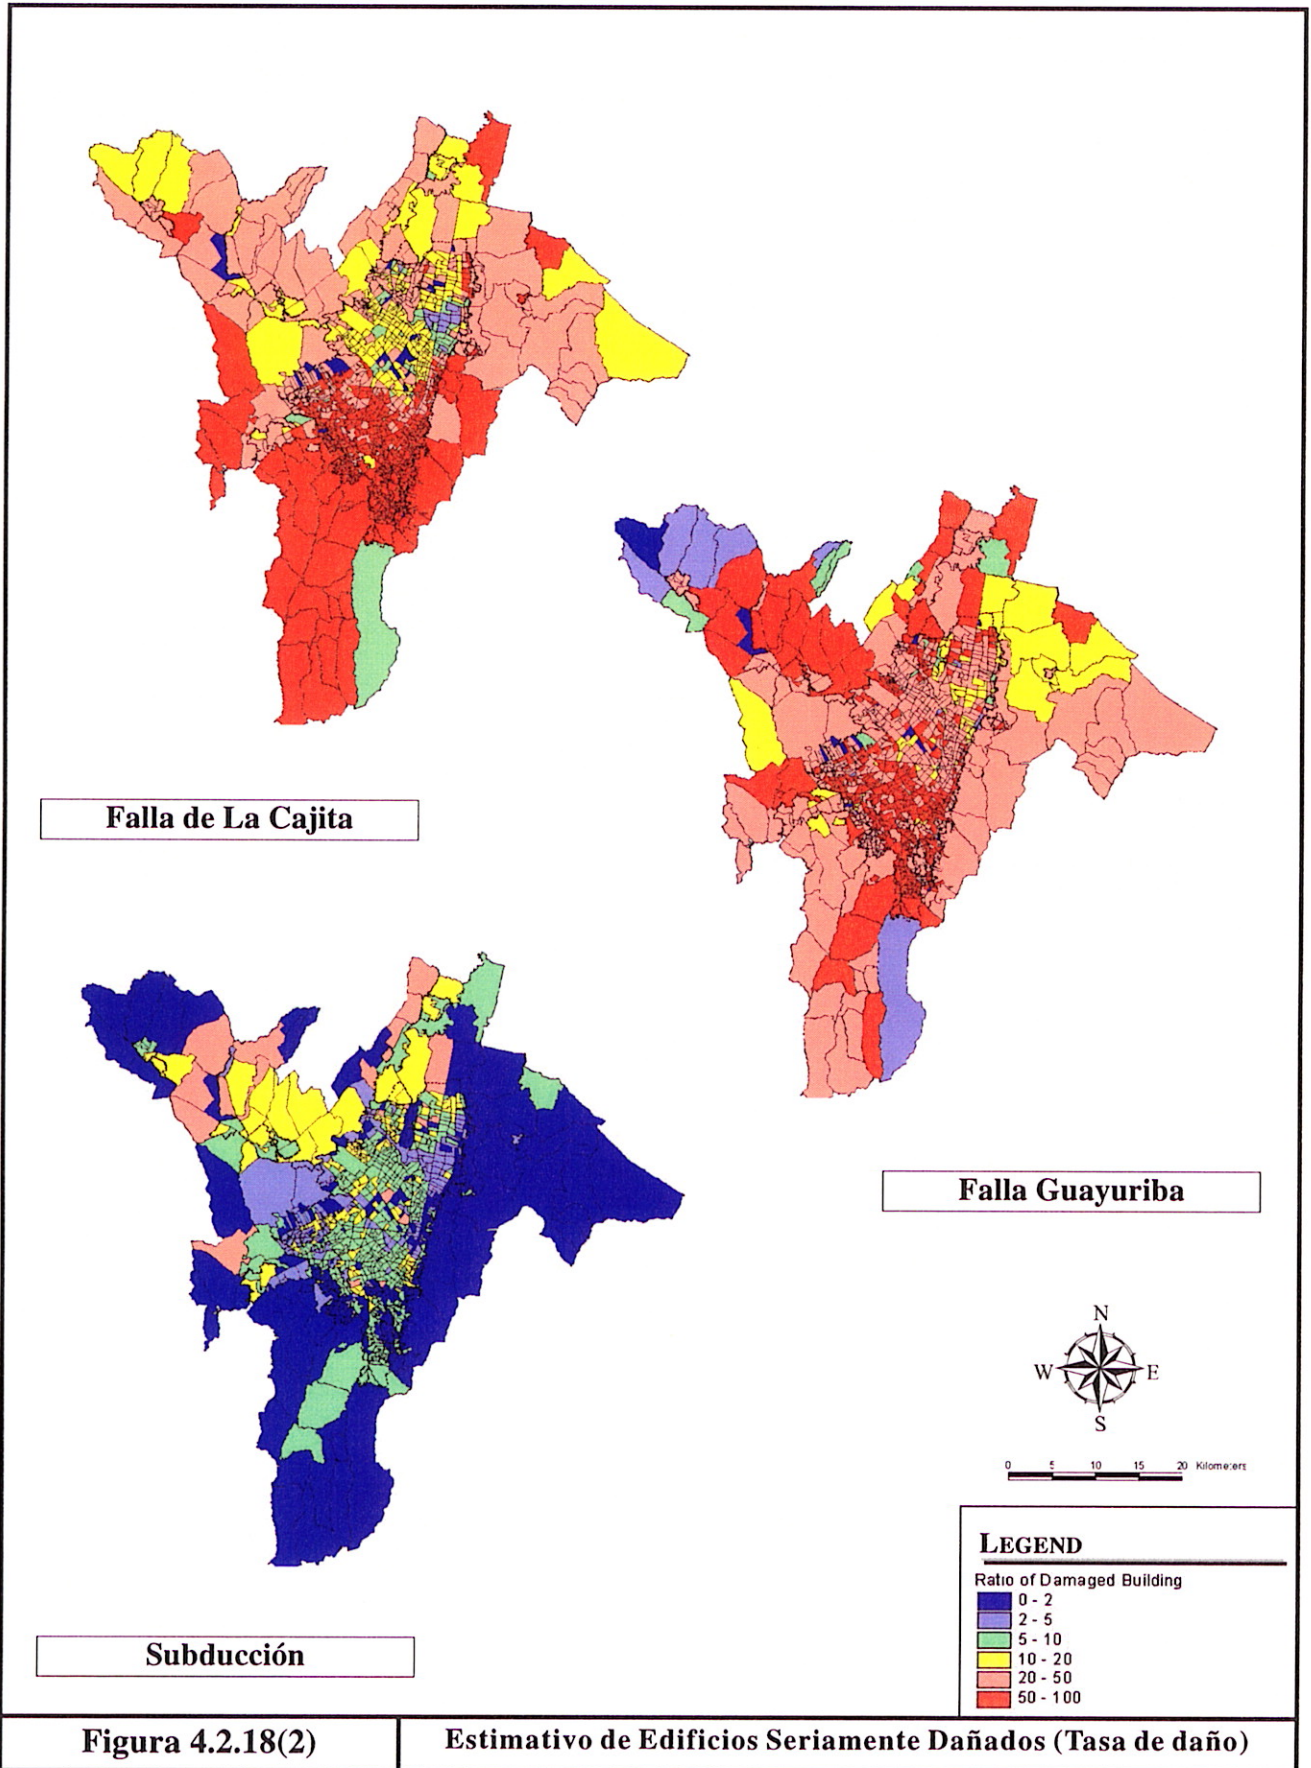 Falla de La Cajita
Falla Guayuriba
Subducción
N
W E
S
0 5 10 15 20 Kilometers
LEGEND
Ratio of Damaged Building
0 - 2
2 - 5
5 - 10
10 - 20
20 - 50
50 - 100
Figura 4.2.18(2)
Estimativo de Edificios Seriamente Dañados (Tasa de daño)